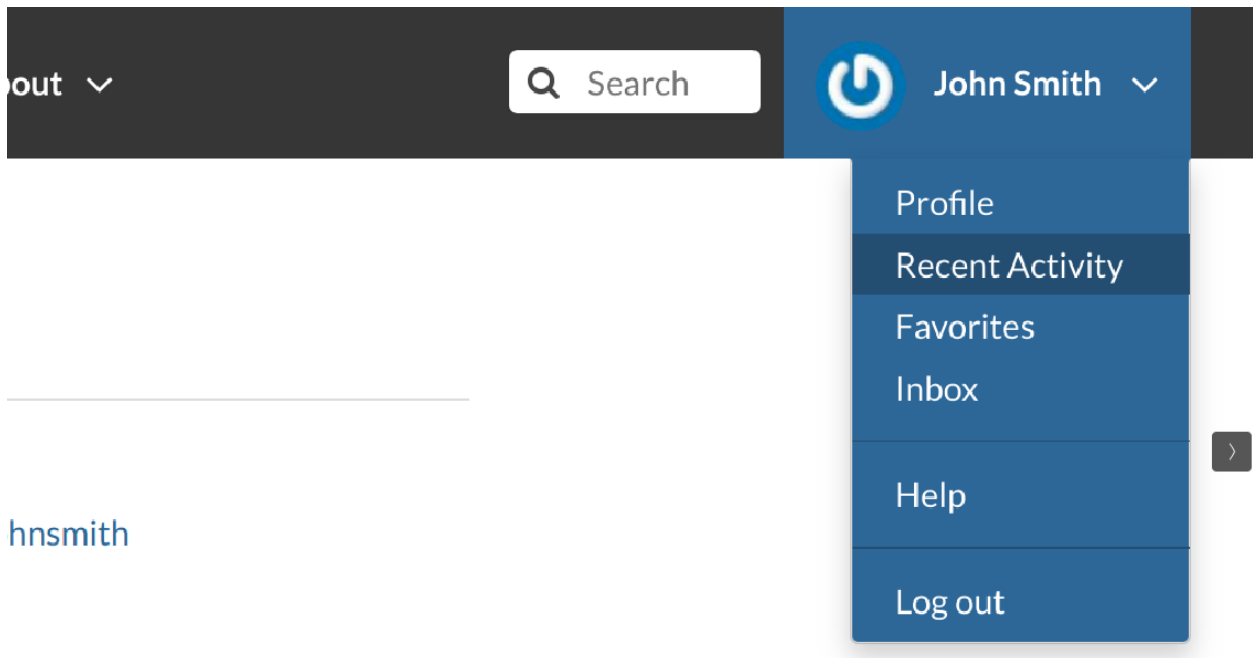 out
Search
John Smith
Profile
Recent Activity
Favorites
Inbox
Help
hnsmith
Log out